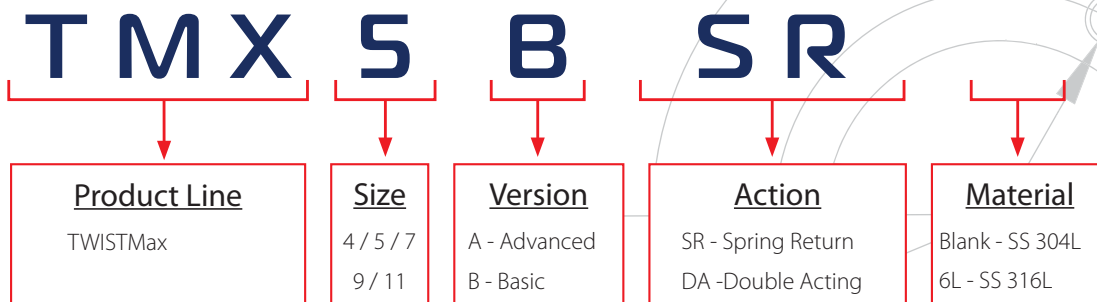 TMX 5 B SR
Product Line
TWISTMax
Size
4 / 5 / 7
9 / 11
Version
A - Advanced
B - Basic
Action
SR - Spring Return
DA -Double Acting
Material
Blank - SS 304L
6L - SS 316L